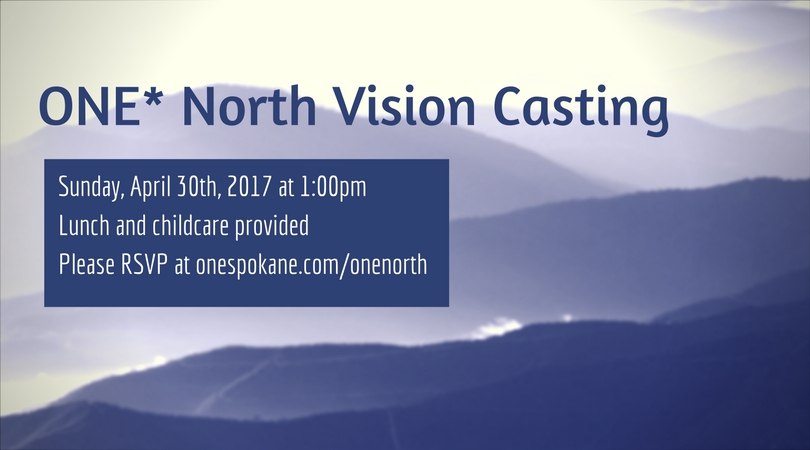 ONE* North Vision Casting
Sunday, April 30th, 2017 at 1:00pm
Lunch and childcare provided
Please RSVP at onespokane.com/onenorth